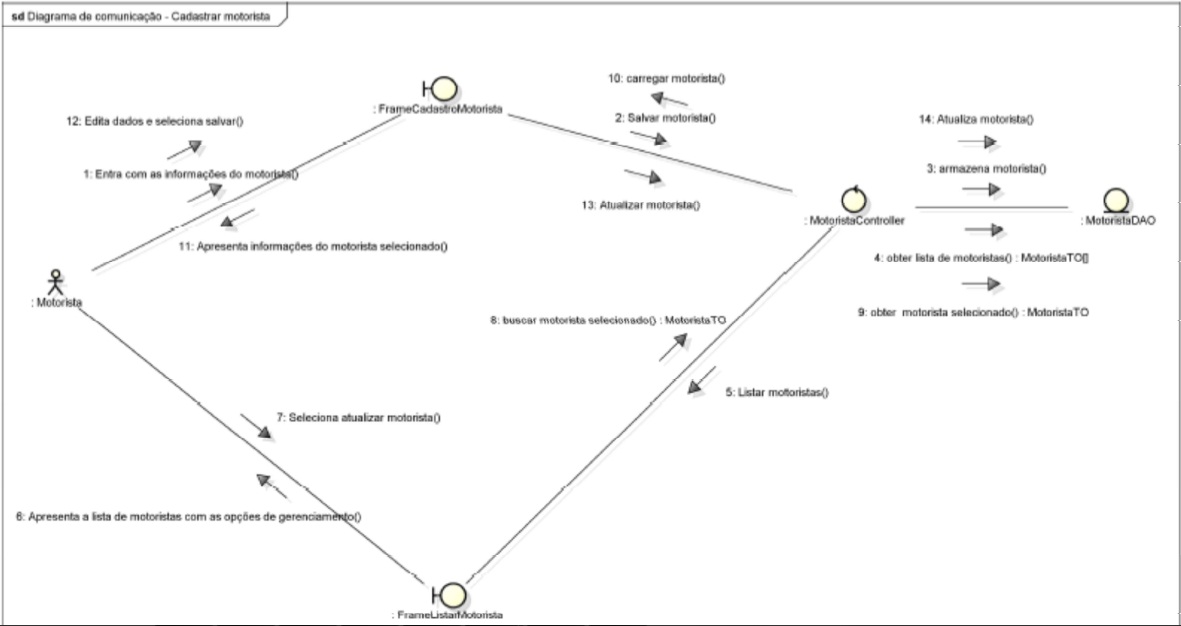 sd Diagrama de comunicação - Cadastrar motorista
10: carregar motorista()
: FrameCadastroMotorista
12: Edita dados e seleciona salvar()
2: Salvar motorista()
14: Atualiza motorista()
1: Entra com as informações do motorista()
3: armazena motorista()
13: Atualizar motorista()
: MotoristaController
: MotoristaDAO
11: Apresenta informações do motorista selecionado()
4: obter lista de motoristas() : MotoristaTO[]
: Motorista
9: obter motorista selecionado() : MotoristaTO
8: buscar motorista selecionado() : MotoristaTO
5: Listar mottoristas()
7: Seleciona atualizar motorista()
6: Apresenta a lista de motoristas com as opções de gerenciamento()
: FrameListarMotorista